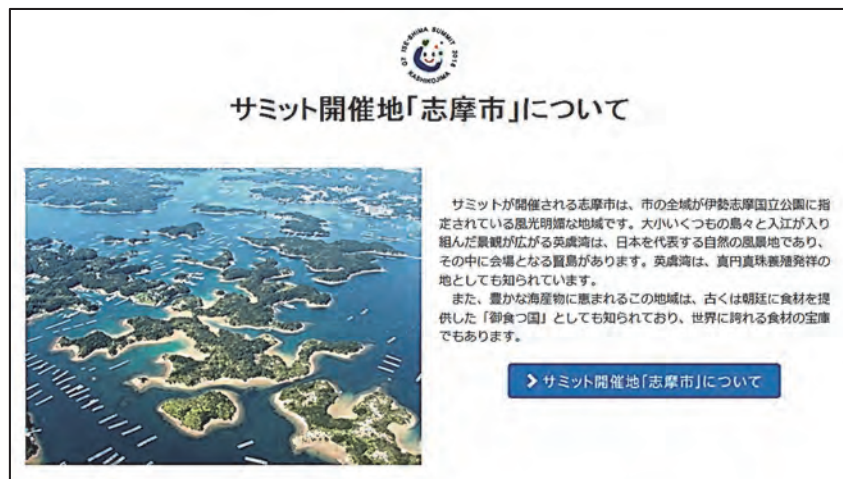 G7 ISE-SHIMA SUMMIT 2016
KASHIKOJIMA
サミット開催地「志摩市」について
サミットが開催される志摩市は、市の全域が伊勢志摩国立公園に指
定されている風光明媚な地域です。大小いくつもの島々と入江が入り
組んだ景観が広がる英虞湾は、日本を代表する自然の風景地であり、
その中に会場となる賢島があります。英虞湾は、真円真珠養殖発祥の
地としても知られています。
また、豊かな海産物に恵まれるこの地域は、古くは朝廷に食材を提
供した「御食つ国」としても知られており、世界に誇れる食材の宝庫
でもあります。
サミット開催地「志摩市」について